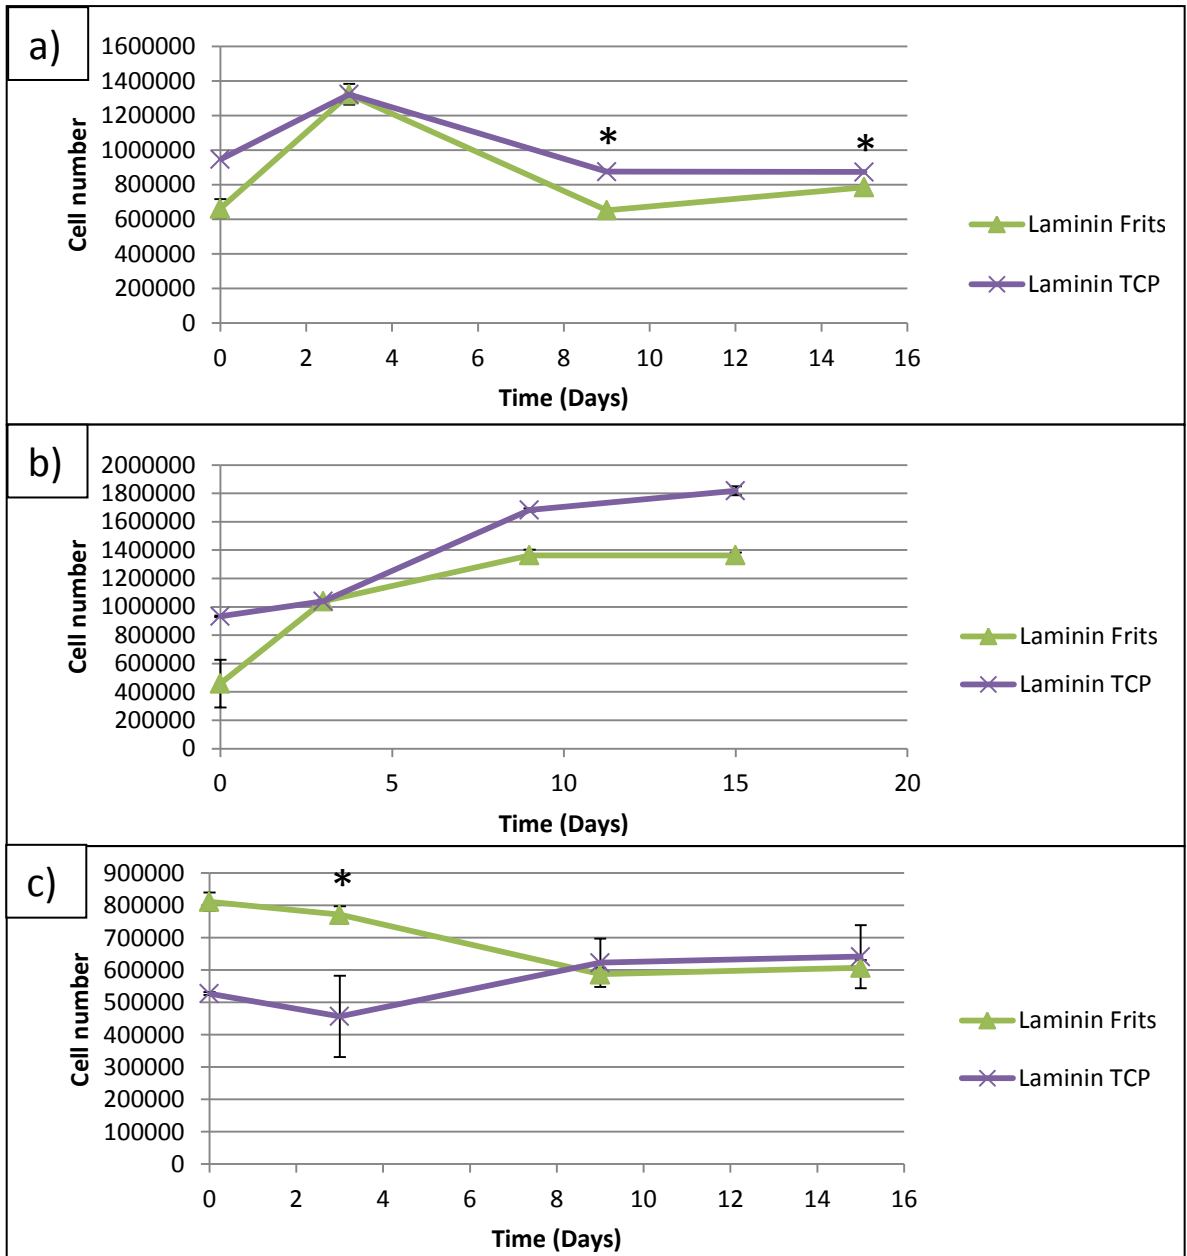 a)
1600000
1400000
1200000
1000000
800000
600000
400000
200000
0
Cell number
*
*
0 2 4 6 8 10 12 14 16
Time (Days)
Laminin Frits
Laminin TCP
b)
2000000
1800000
1600000
1400000
1200000
1000000
800000
600000
400000
200000
0
Cell number
0 5 10 15 20
Time (Days)
Laminin Frits
Laminin TCP
c)
900000
800000
700000
600000
500000
400000
300000
200000
100000
0
Cell number
*
0 2 4 6 8 10 12 14 16
Time (Days)
Laminin Frits
Laminin TCP